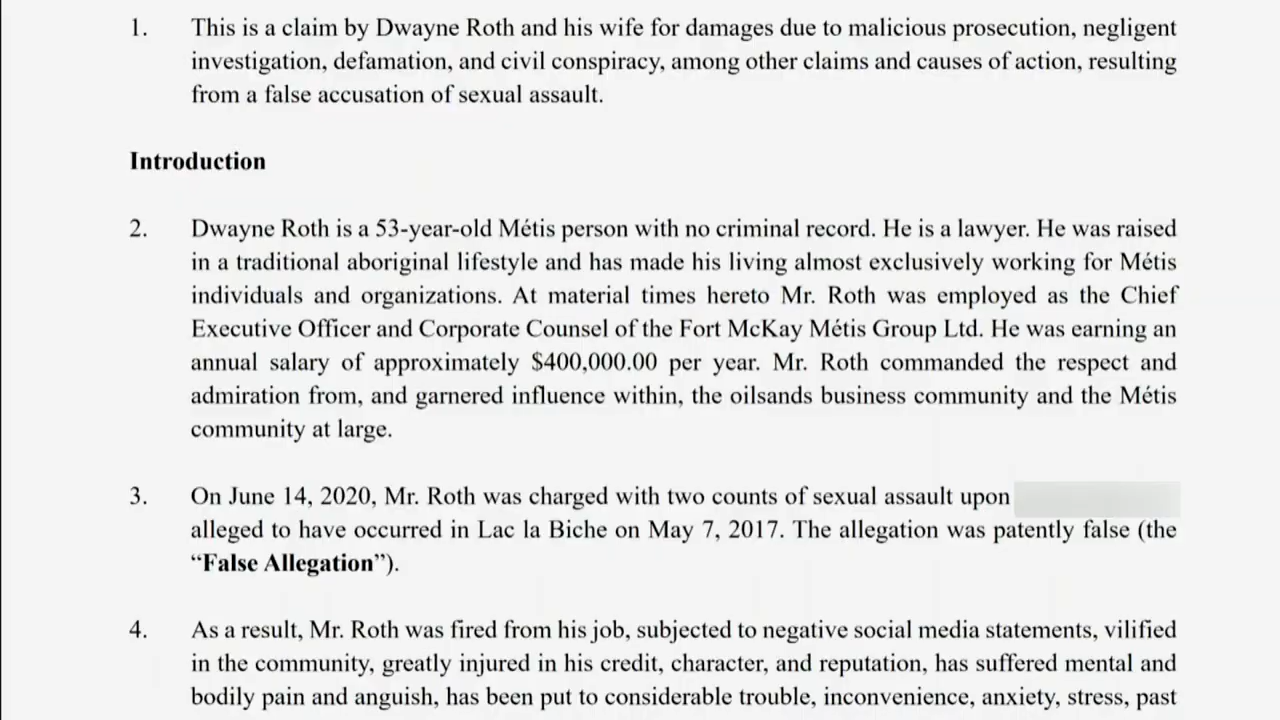 1. This is a claim by Dwayne Roth and his wife for damages due to malicious prosecution, negligent
investigation, defamation, and civil conspiracy, among other claims and causes of action, resulting
from a false accusation of sexual assault.
Introduction
2. Dwayne Roth is a 53-year-old Métis person with no criminal record. He is a lawyer. He was raised
in a traditional aboriginal lifestyle and has made his living almost exclusively working for Métis
individuals and organizations. At material times hereto Mr. Roth was employed as the Chief
Executive Officer and Corporate Counsel of the Fort McKay Métis Group Ltd. He was earning an
annual salary of approximately $400,000.00 per year. Mr. Roth commanded the respect and
admiration from, and garnered influence within, the oilsands business community and the Métis
community at large.
3. On June 14, 2020, Mr. Roth was charged with two counts of sexual assault upon
alleged to have occurred in Lac la Biche on May 7, 2017. The allegation was patently false (the
“False Allegation”).
4. As a result, Mr. Roth was fired from his job, subjected to negative social media statements, vilified
in the community, greatly injured in his credit, character, and reputation, has suffered mental and
bodily pain and anguish, has been put to considerable trouble, inconvenience, anxiety, stress, past